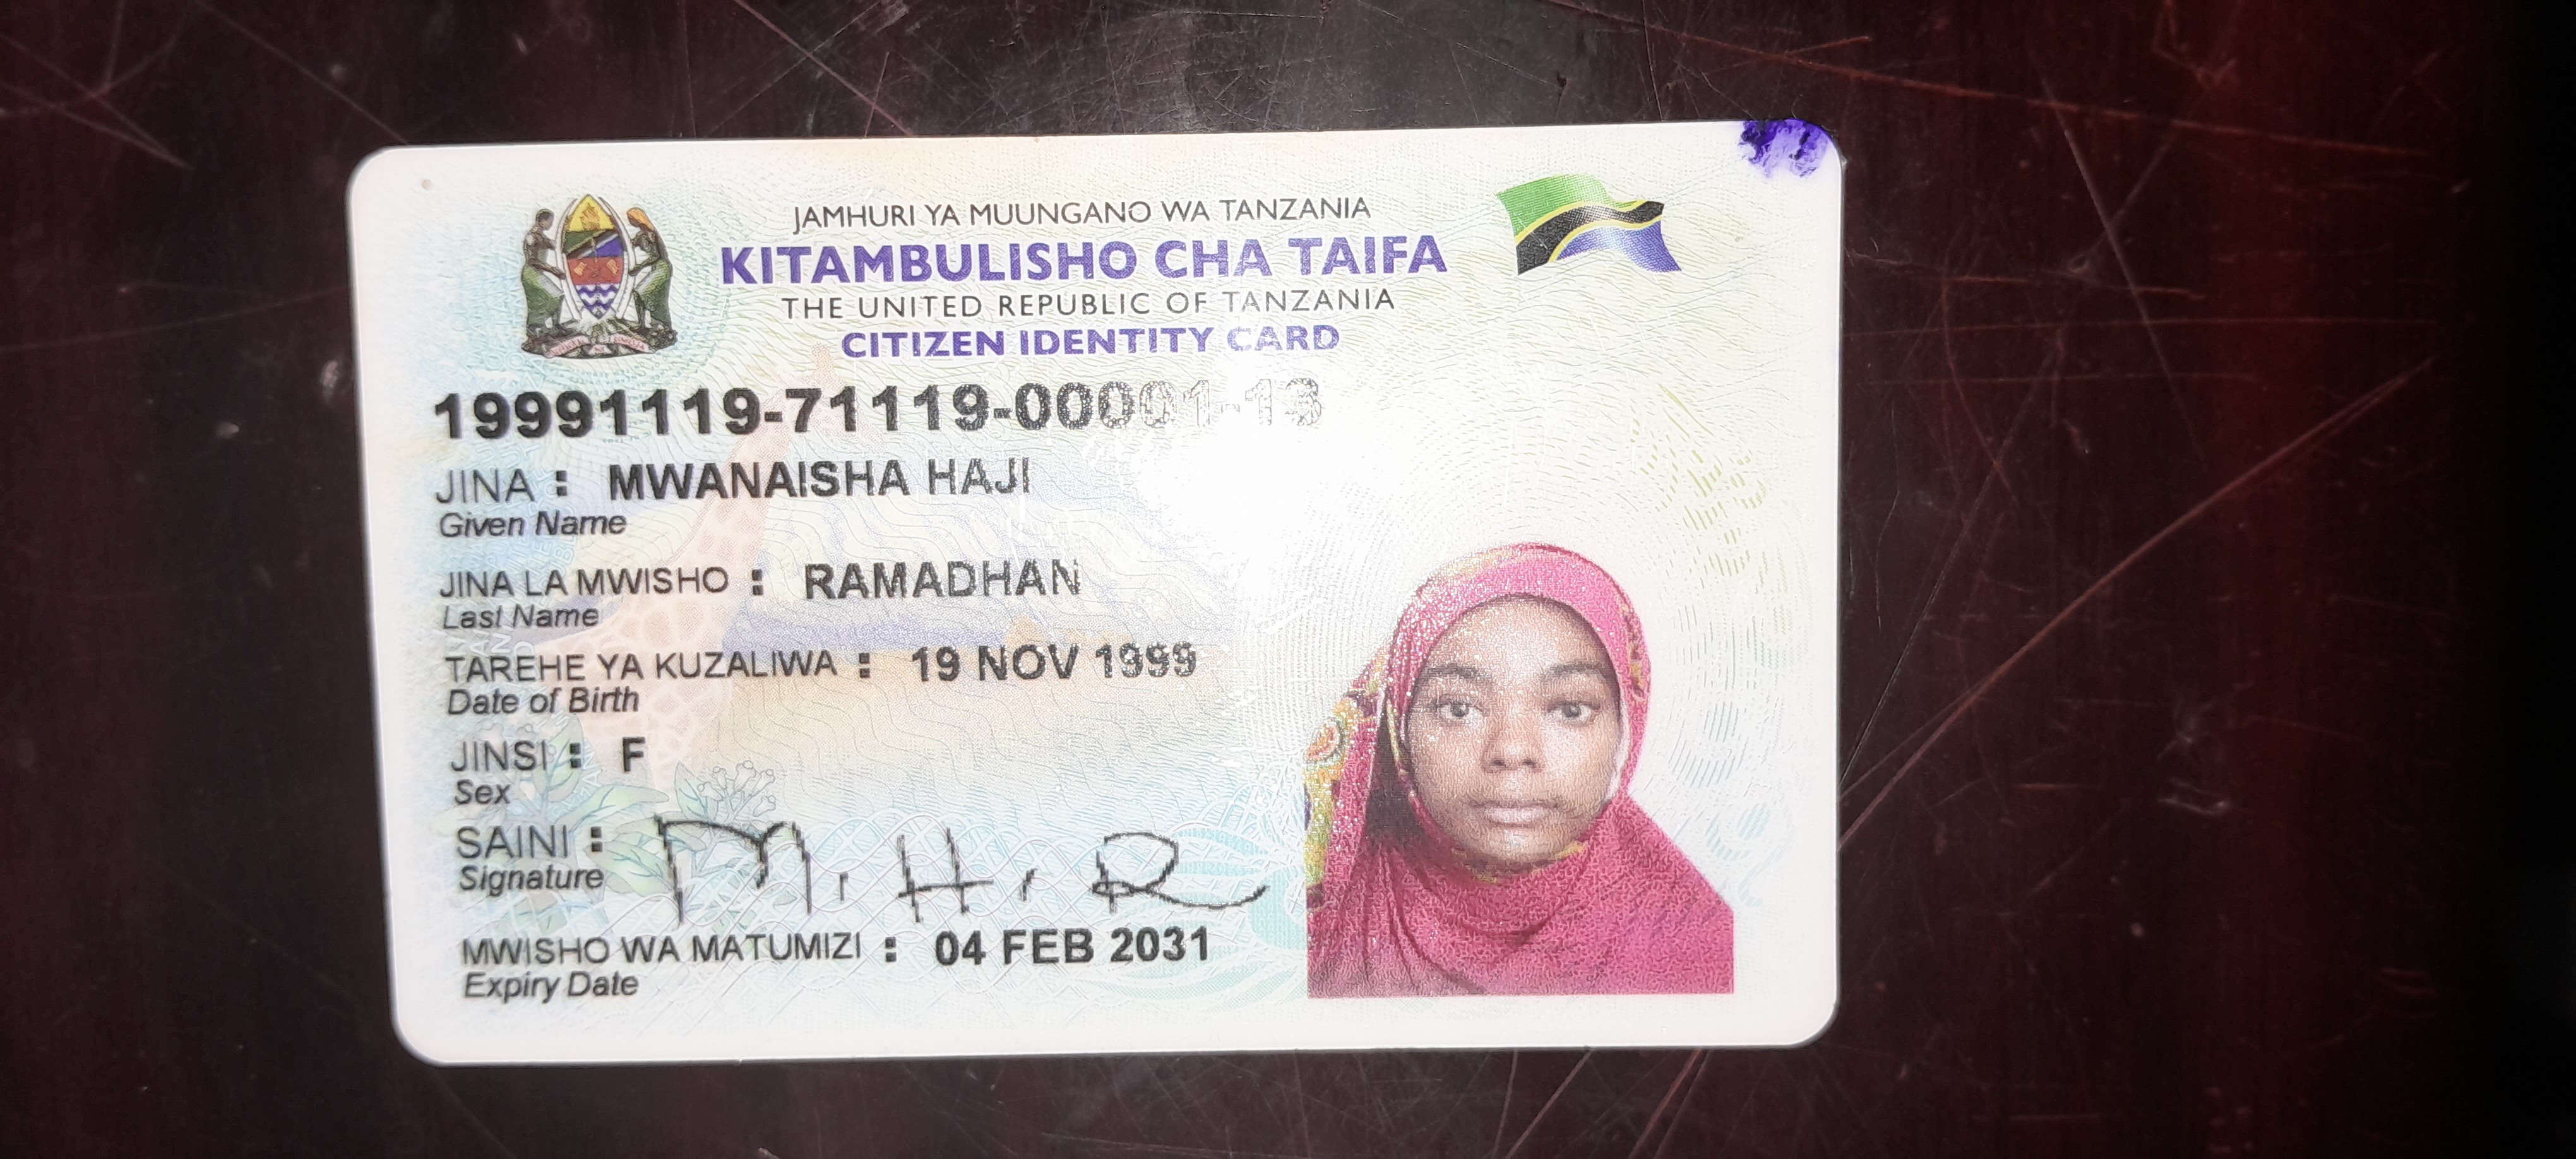 JAMHURI YA MUUNGANO WA TANZANIA
KITAMBULISHO CHA TAIFA
THE UNITED REPUBLIC OF TANZANIA
CITIZEN IDENTITY CARD
19991119-71119-00001-
JINA : MWANAISHA HAJI
Given Name
JINA LA MWISHO : RAMADHAN
Last Name
TAREHE YA KUZALIWA : 19 NOV 1999
Date of Birth
JINSI : F
Sex
SAINI : M. H. R
Signature
MWISHO WA MATUMIZI : 04 FEB 2031
Expiry Date